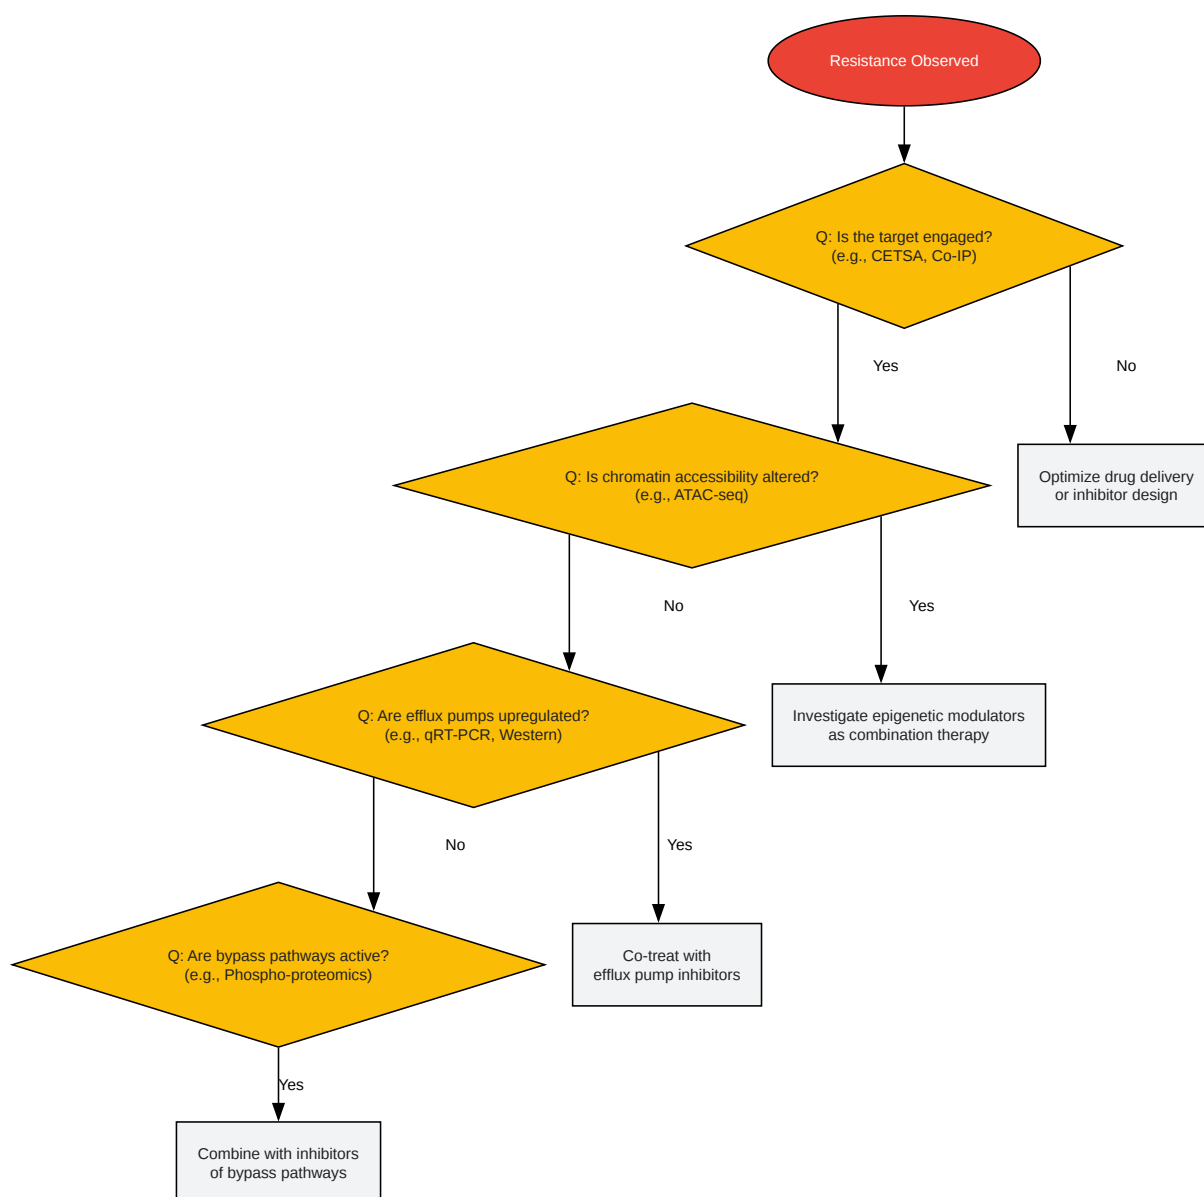 Resistance Observed
Q: Is the target engaged?
(e.g., CETSA, Co-IP)
Yes
No
Q: Is chromatin accessibility altered?
(e.g., ATAC-seq)
Optimize drug delivery
or inhibitor design
No
Yes
Q: Are efflux pumps upregulated?
(e.g., qRT-PCR, Western)
Investigate epigenetic modulators
as combination therapy
No
Yes
Q: Are bypass pathways active?
(e.g., Phospho-proteomics)
Co-treat with
efflux pump inhibitors
Yes
Combine with inhibitors
of bypass pathways